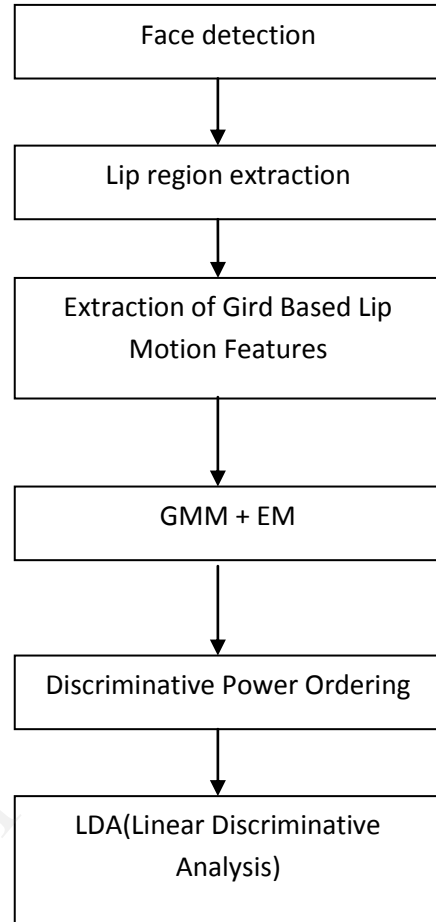 Face detection
Lip region extraction
Extraction of Gird Based Lip
Motion Features
GMM + EM
Discriminative Power Ordering
LDA(Linear Discriminative
Analysis)